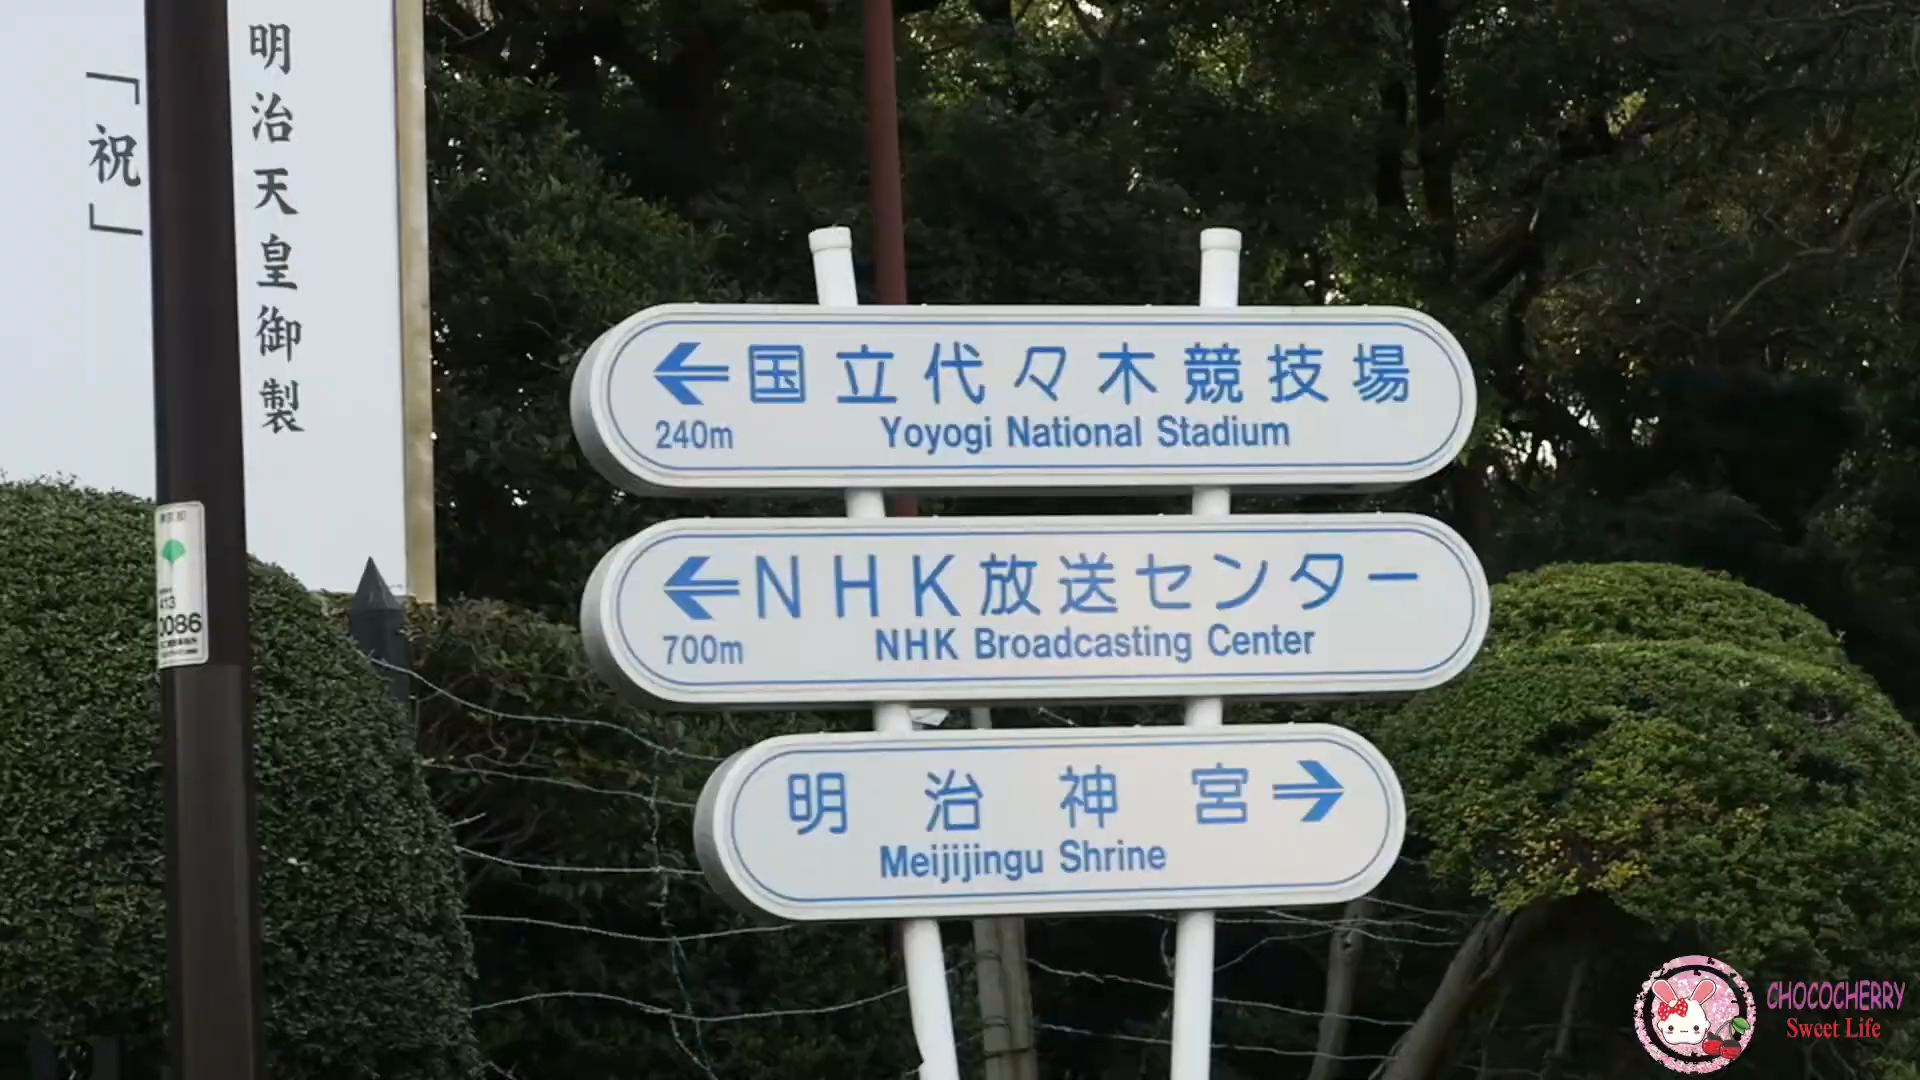 明治天皇御製
「祝」
国立代々木競技場
240m Yoyogi National Stadium
NHK放送センター
700m NHK Broadcasting Center
明治神宮
Meijijingu Shrine
413
0086
CHOCOCHERRY
Sweet Life